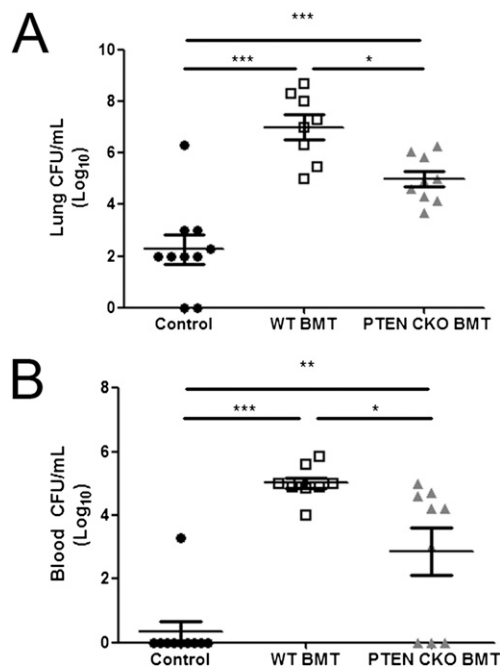 A
***
***
*
10
8
6
4
2
0
Lung CFU/mL
(Log10)
Control
WT BMT
PTEN CKO BMT
B
**
***
*
8
6
4
2
0
Blood CFU/mL
(Log10)
Control
WT BMT
PTEN CKO BMT